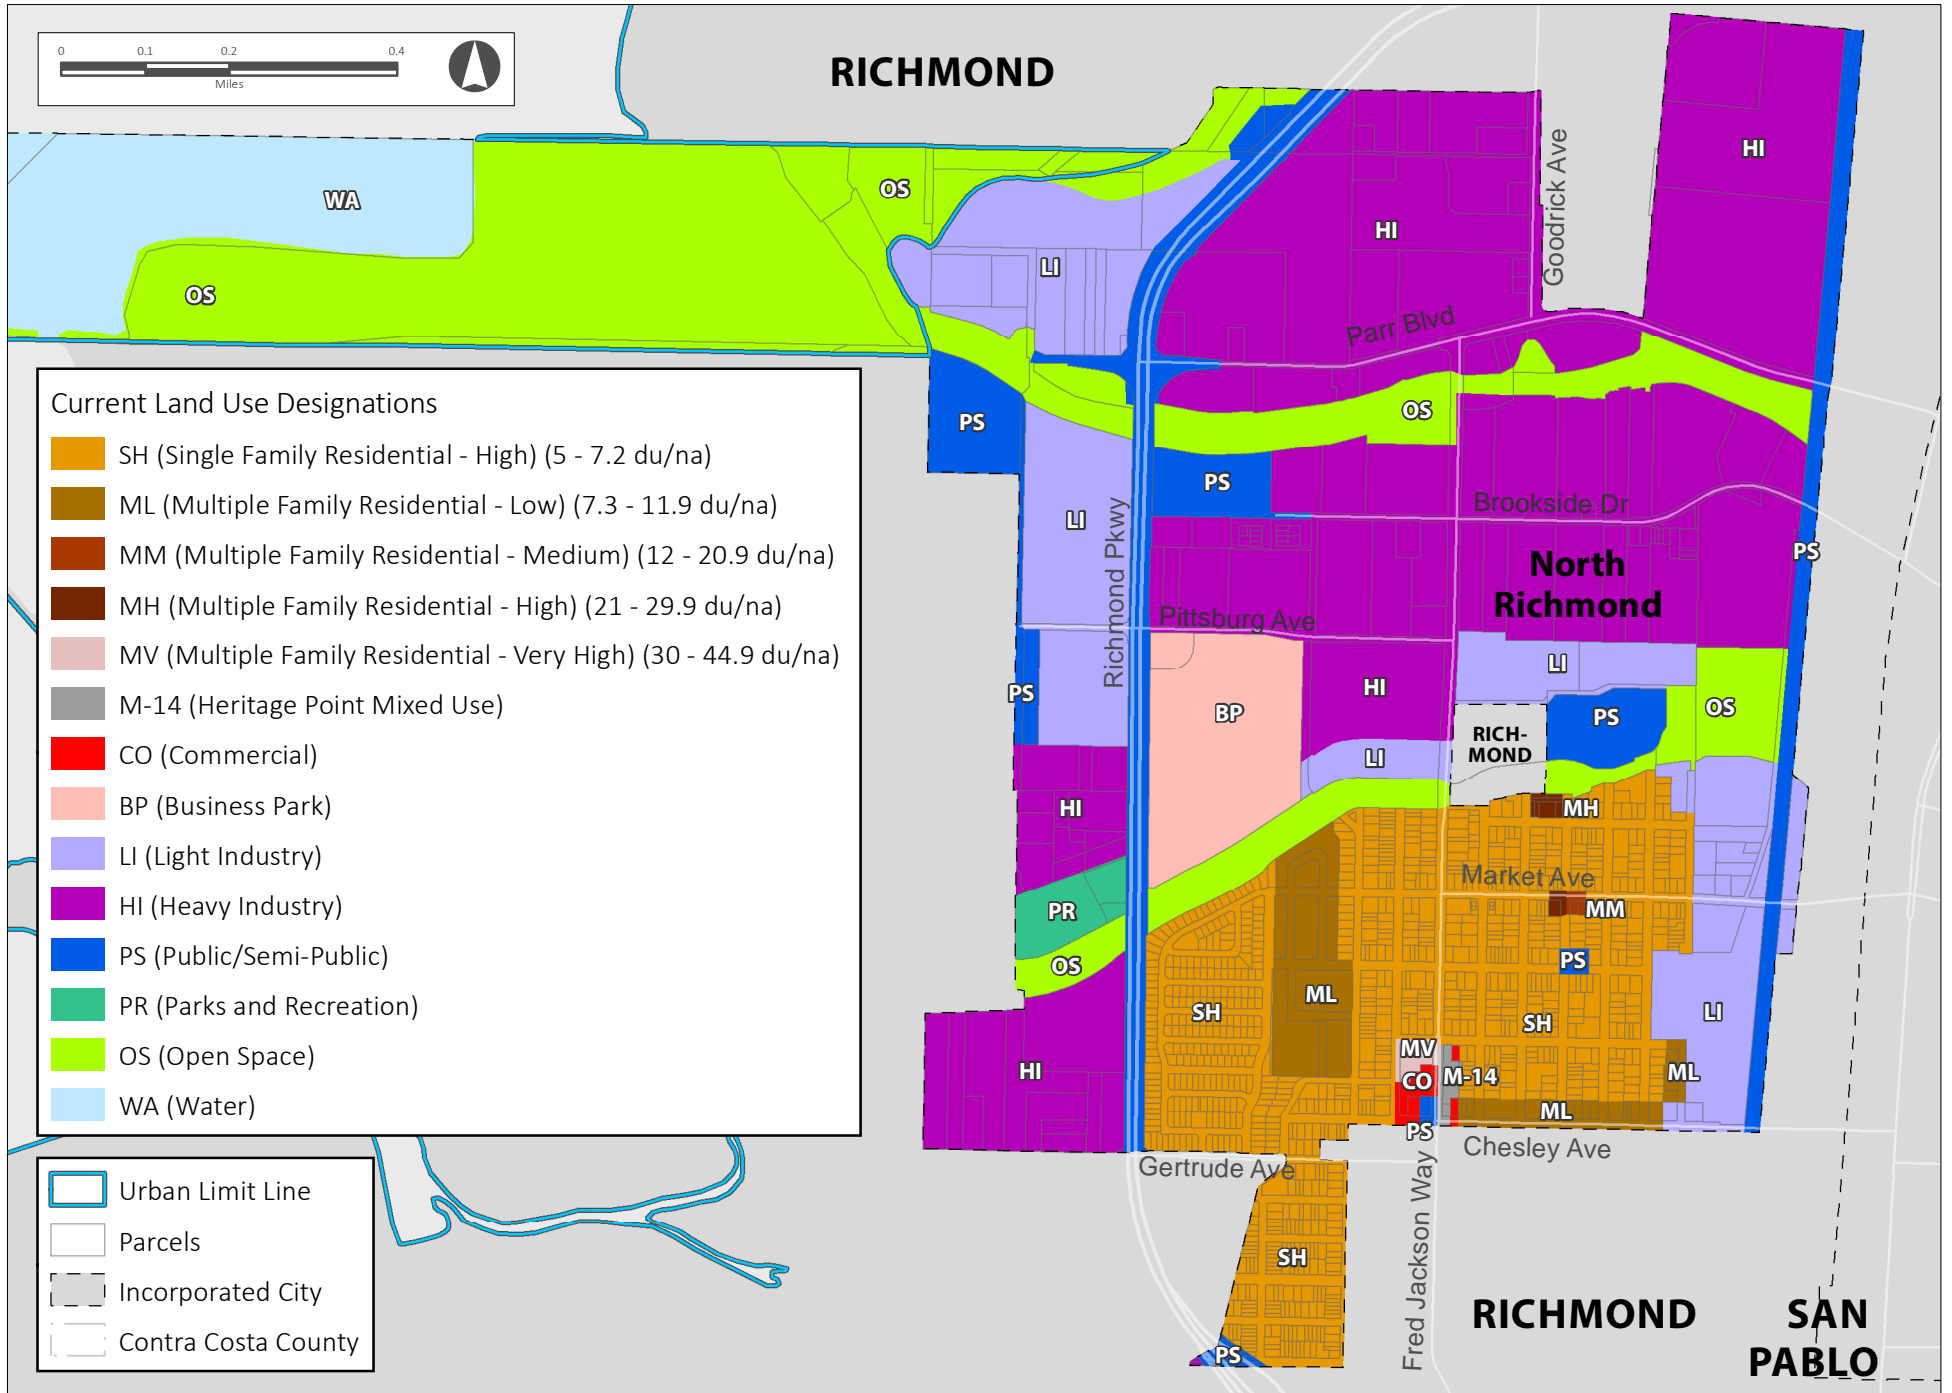 0 0.1 0.2 0.4
Miles
RICHMOND
HI
WA
OS
HI
Goodrick Ave
LI
OS
Parr Blvd
Current Land Use Designations
SH (Single Family Residential - High) (5 - 7.2 du/na)
ML (Multiple Family Residential - Low) (7.3 - 11.9 du/na)
MM (Multiple Family Residential - Medium) (12 - 20.9 du/na)
MH (Multiple Family Residential - High) (21 - 29.9 du/na)
MV (Multiple Family Residential - Very High) (30 - 44.9 du/na)
M-14 (Heritage Point Mixed Use)
CO (Commercial)
BP (Business Park)
LI (Light Industry)
HI (Heavy Industry)
PS (Public/Semi-Public)
PR (Parks and Recreation)
OS (Open Space)
WA (Water)
Urban Limit Line
Parcels
Incorporated City
Contra Costa County
OS
PS
PS
Brookside Dr
LI
Richmond Pkwy
PS
North
Richmond
Pittsburg Ave
LI
HI
PS
BP
OS
PS
RICH-
MOND
LI
HI
MH
Market Ave
MM
PR
PS
OS
ML
SH
LI
SH
MV
HI
CO
M-14
ML
ML
PS
Chesley Ave
Gertrude Ave
Fred Jackson Way
SH
RICHMOND
SAN
PABLO
PS